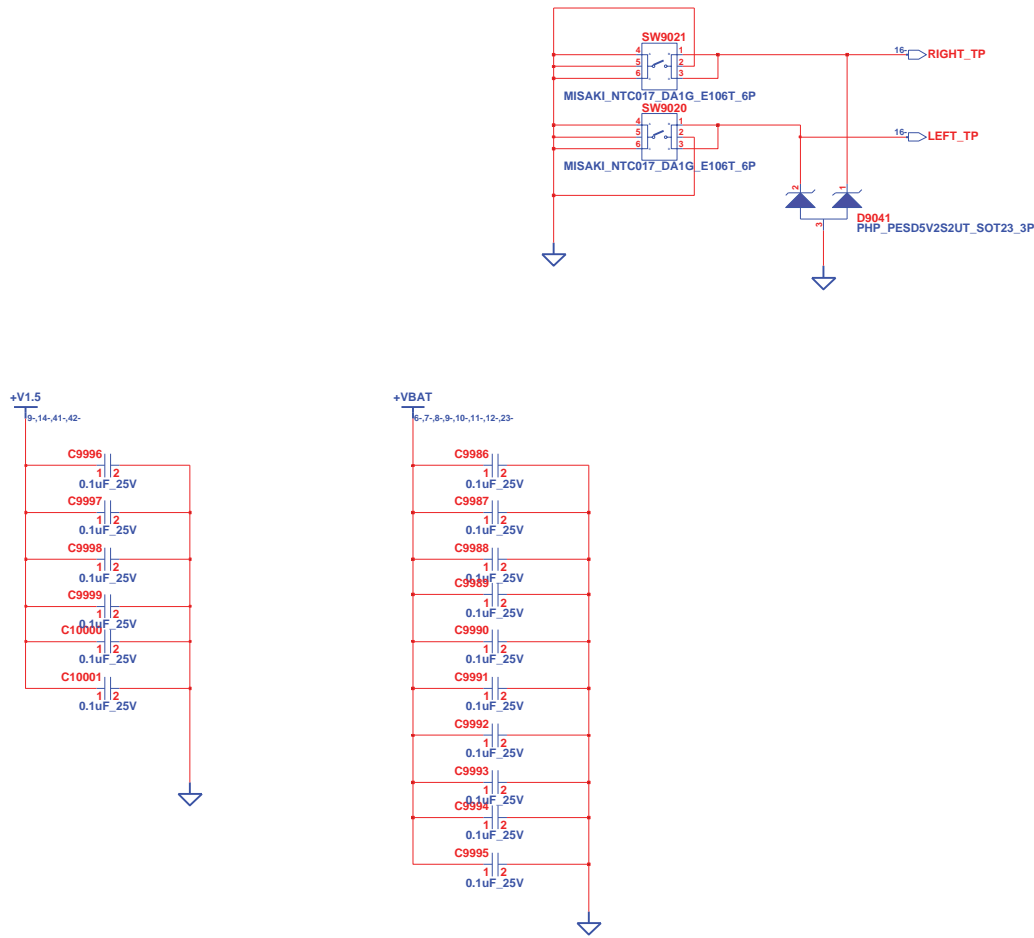 SW9021
4 1
5 2
6 3
16- RIGHT_TP
MISAKI_NTC017_DA1G_E106T_6P
SW9020
4 1
5 2
6 3
16- LEFT_TP
MISAKI_NTC017_DA1G_E106T_6P
2 1
D9041
3
PHP_PESD5V2S2UT_SOT23_3P
+V1.5
9-,14-,41-,42-
C9996
1 2
0.1uF_25V
C9997
1 2
0.1uF_25V
C9998
1 2
0.1uF_25V
C9999
1 2
0.1uF_25V
C10000
1 2
0.1uF_25V
C10001
1 2
0.1uF_25V
+VBAT
6-,7-,8-,9-,10-,11-,12-,23-
C9986
1 2
0.1uF_25V
C9987
1 2
0.1uF_25V
C9988
1 2
0.1uF_25V
C9989
1 2
0.1uF_25V
C9990
1 2
0.1uF_25V
C9991
1 2
0.1uF_25V
C9992
1 2
0.1uF_25V
C9993
1 2
0.1uF_25V
C9994
1 2
0.1uF_25V
C9995
1 2
0.1uF_25V